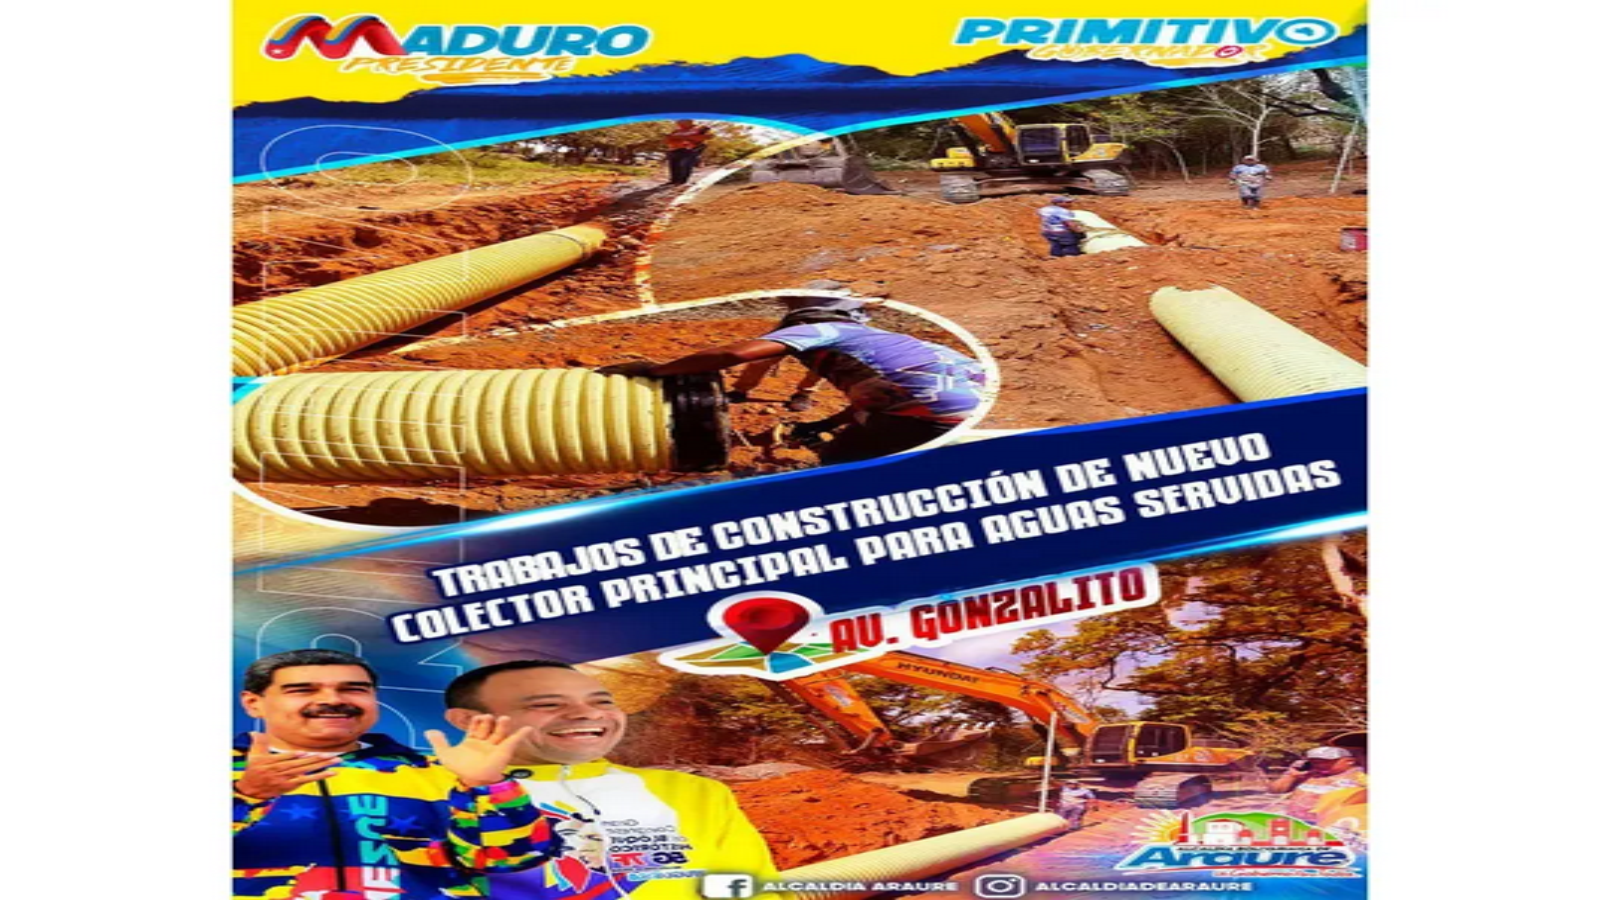 MADURO
PRESIDENTE
PRIMITIVO
GOBERNADOR
TRABAJOS DE CONSTRUCCIÓN DE NUEVO
COLECTOR PRINCIPAL PARA AGUAS SERVIDAS
AV. GONZALITO
HYUNDAI
Araure
ALCALDIA ARAURE
ALCALDIADEARAURE